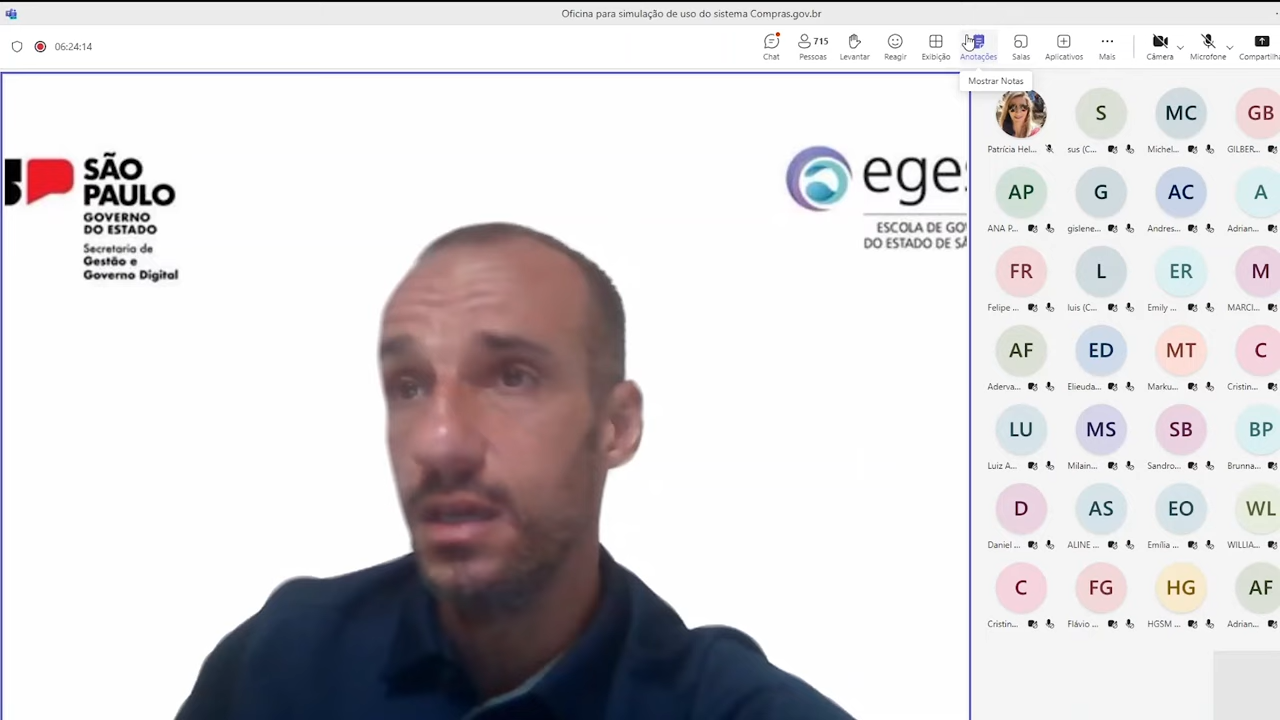 Oficina para simulação de uso do sistema Compras.gov.br
06:24:14
Chat
715
Pessoas
Levantar
Reagir
Exibição
Anotações
Salas
Aplicativos
Mais
Câmera
Microfone
Compartilha
Mostrar Notas
SÃO
PAULO
GOVERNO
DO ESTADO
Secretaria de
Gestão e
Governo Digital
eges
ESCOLA DE GO
DO ESTADO DE SÃ
S MC GB
Patrícia Hel... sus (C... Michel... GILBER...
AP G AC A
ANA P... gislene... Andres... Adrian...
FR L ER M
Felipe ... luis (C... Emily ... MARCI...
AF ED MT C
Aderva... Elieuda... Marku... Cristin...
LU MS SB BP
Luiz A... Milain... Sandro... Brunna...
D AS EO WL
Daniel ... ALINE ... Emília ... WILLIA...
C FG HG AF
Cristin... Flávio ... HGSM ... Adrian...